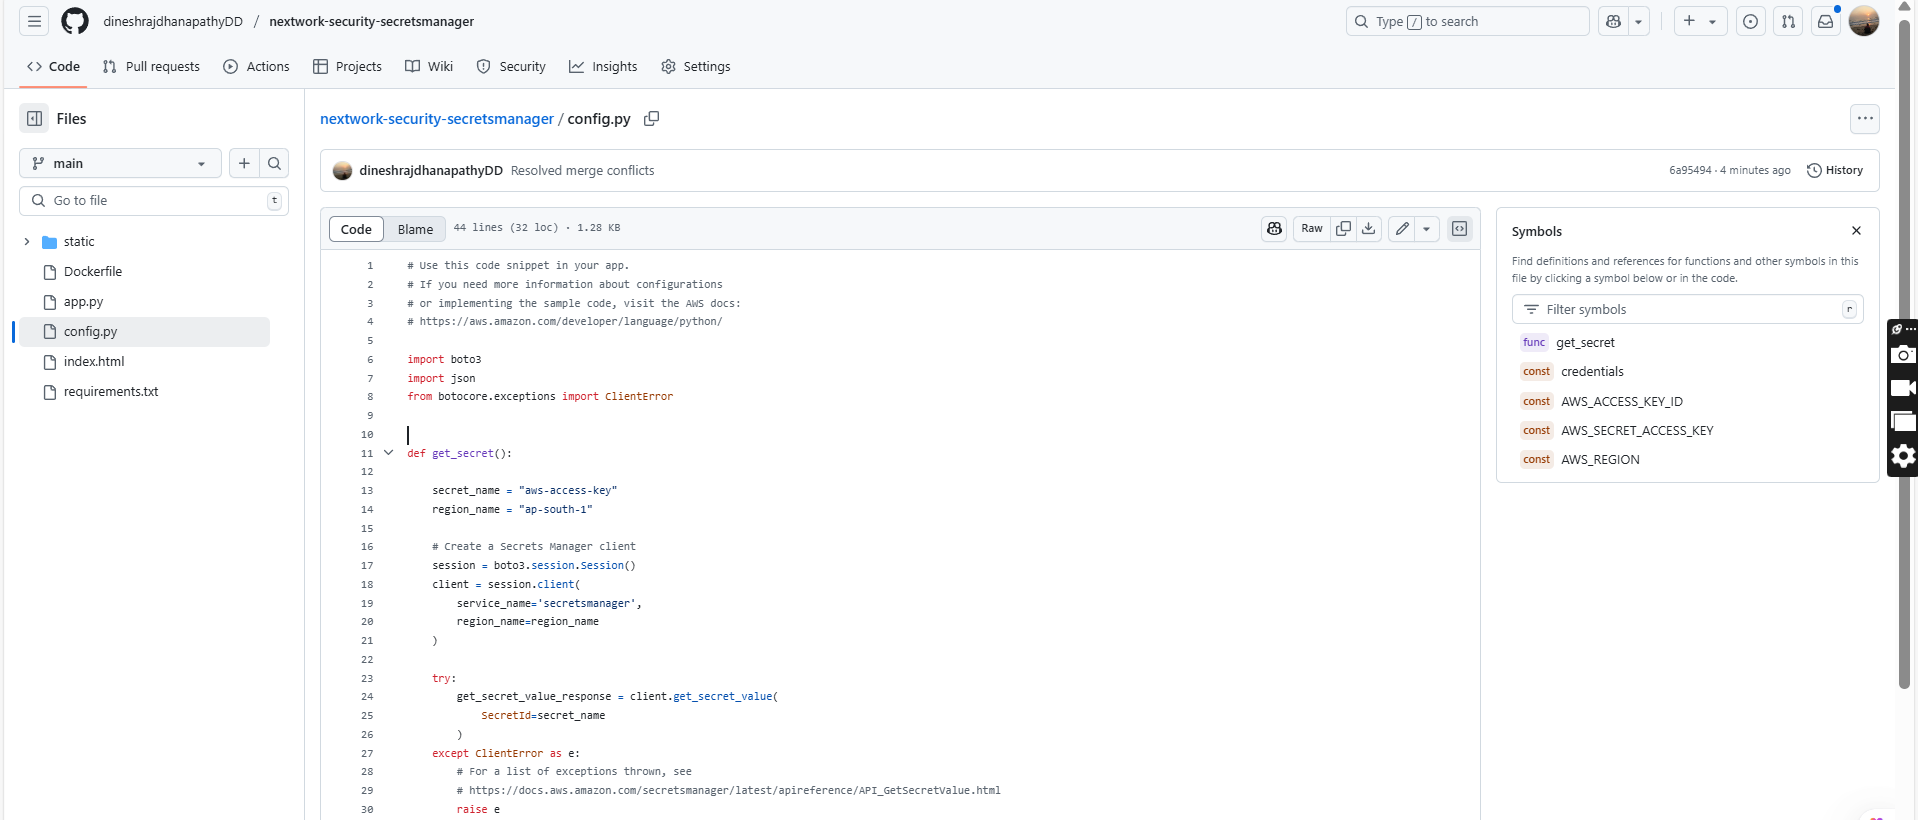 dineshrajdhanapathyDD / nextwork-security-secretsmanager
Type / to search
Code
Pull requests
Actions
Projects
Wiki
Security
Insights
Settings
Files
main
Go to file
t
static
Dockerfile
app.py
config.py
index.html
requirements.txt
nextwork-security-secretsmanager / config.py
dineshrajdhanapathyDD Resolved merge conflicts
6a95494 · 4 minutes ago
History
Code
Blame
44 lines (32 loc) · 1.28 KB
Raw
1 # Use this code snippet in your app.
2 # If you need more information about configurations
3 # or implementing the sample code, visit the AWS docs:
4 # https://aws.amazon.com/developer/language/python/
5
6 import boto3
7 import json
8 from botocore.exceptions import ClientError
9
10
11 def get_secret():
12
13 secret_name = "aws-access-key"
14 region_name = "ap-south-1"
15
16 # Create a Secrets Manager client
17 session = boto3.session.Session()
18 client = session.client(
19 service_name='secretsmanager',
20 region_name=region_name
21 )
22
23 try:
24 get_secret_value_response = client.get_secret_value(
25 SecretId=secret_name
26 )
27 except ClientError as e:
28 # For a list of exceptions thrown, see
29 # https://docs.aws.amazon.com/secretsmanager/latest/apireference/API_GetSecretValue.html
30 raise e
Symbols
Find definitions and references for functions and other symbols in this
file by clicking a symbol below or in the code.
Filter symbols
r
func get_secret
const credentials
const AWS_ACCESS_KEY_ID
const AWS_SECRET_ACCESS_KEY
const AWS_REGION